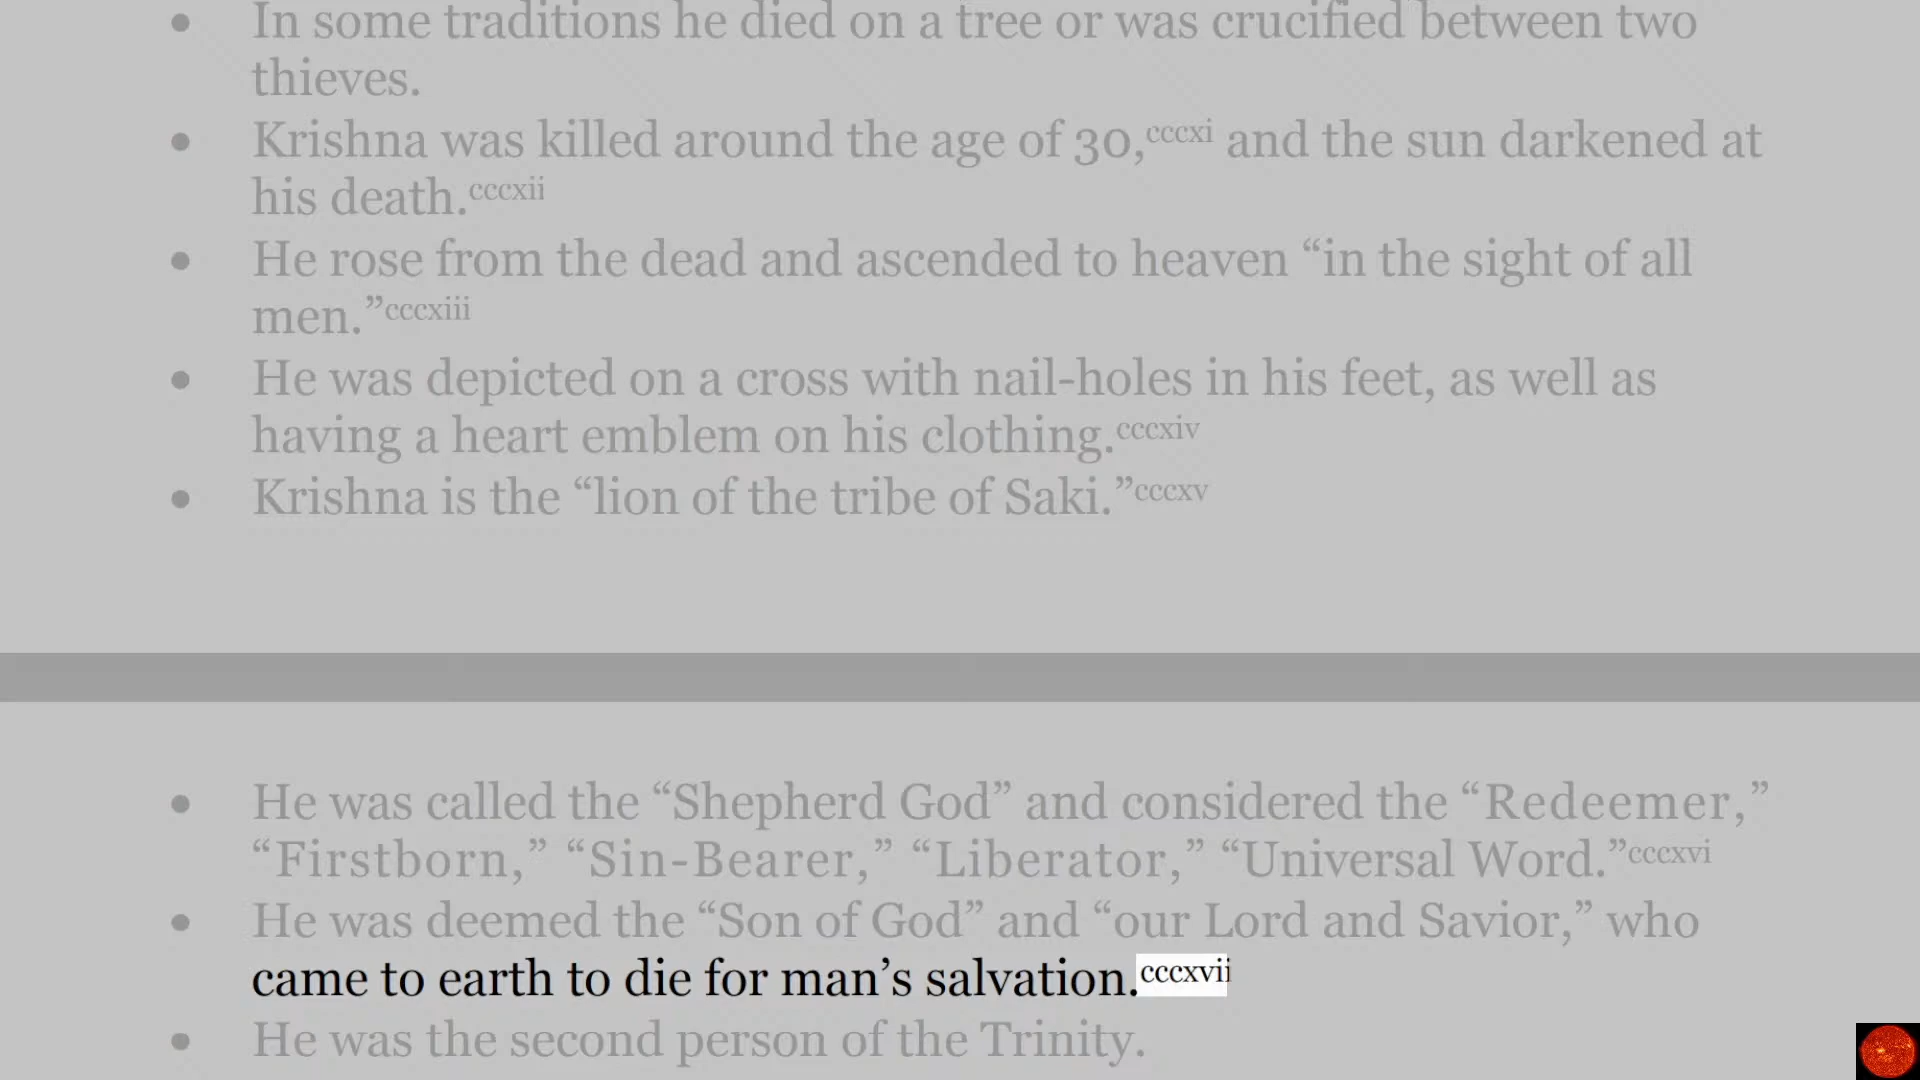 • In some traditions he died on a tree or was crucified between two
thieves.
• Krishna was killed around the age of 30,cccxi and the sun darkened at
his death.cccxii
• He rose from the dead and ascended to heaven “in the sight of all
men.”cccxiii
• He was depicted on a cross with nail-holes in his feet, as well as
having a heart emblem on his clothing.cccxiv
• Krishna is the “lion of the tribe of Saki.”cccxv
• He was called the “Shepherd God” and considered the “Redeemer,”
“Firstborn,” “Sin-Bearer,” “Liberator,” “Universal Word.”cccxvi
• He was deemed the “Son of God” and “our Lord and Savior,” who
came to earth to die for man’s salvation.cccxvii
• He was the second person of the Trinity.